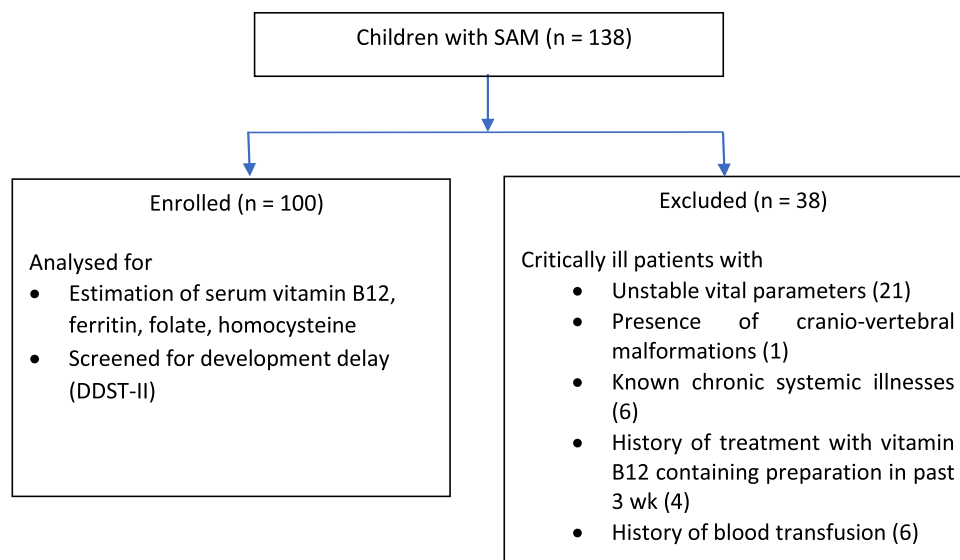 Children with SAM (n = 138)
Enrolled (n = 100)
Analysed for
• Estimation of serum vitamin B12,
ferritin, folate, homocysteine
• Screened for development delay
(DDST-II)
Excluded (n = 38)
Critically ill patients with
• Unstable vital parameters (21)
• Presence of cranio-vertebral
malformations (1)
• Known chronic systemic illnesses
(6)
• History of treatment with vitamin
B12 containing preparation in past
3 wk (4)
• History of blood transfusion (6)